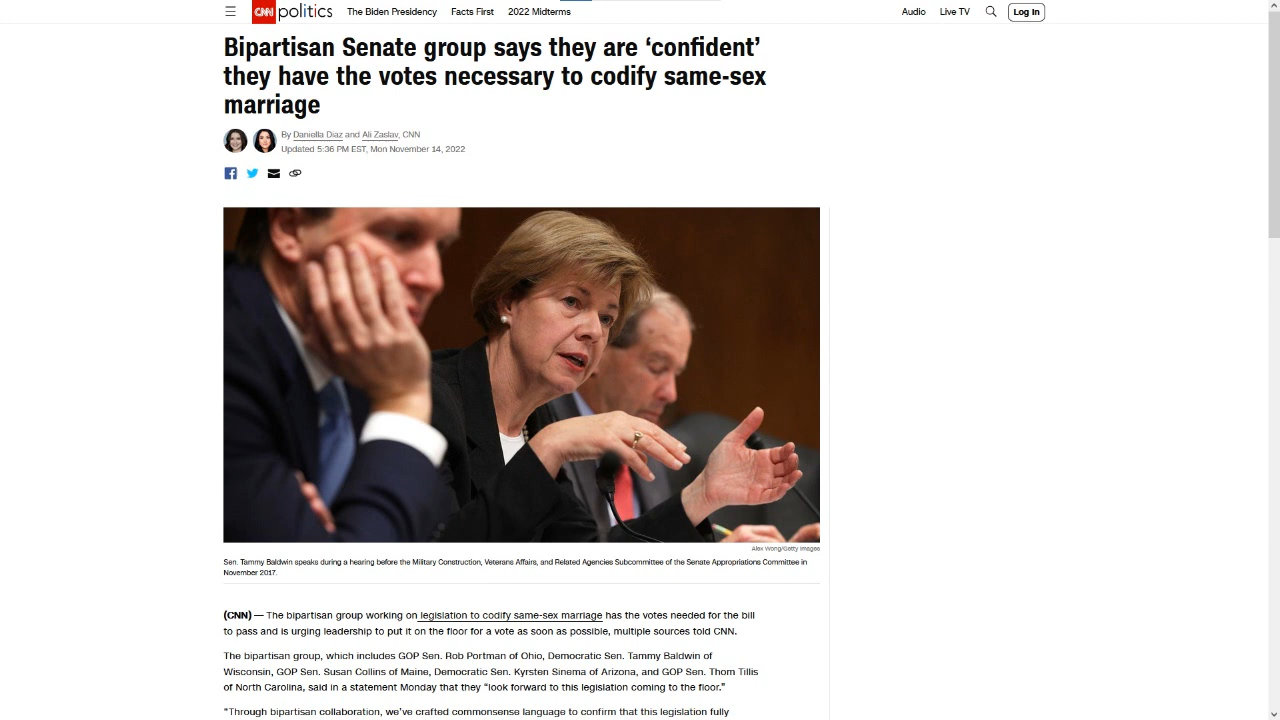 CNN politics The Biden Presidency Facts First 2022 Midterms Audio Live TV Log In
Bipartisan Senate group says they are ‘confident’
they have the votes necessary to codify same-sex
marriage
By Daniella Diaz and Ali Zaslav, CNN
Updated 5:36 PM EST, Mon November 14, 2022
Alex Wong/Getty Images
Sen. Tammy Baldwin speaks during a hearing before the Military Construction, Veterans Affairs, and Related Agencies Subcommittee of the Senate Appropriations Committee in
November 2017.
(CNN) — The bipartisan group working on legislation to codify same-sex marriage has the votes needed for the bill
to pass and is urging leadership to put it on the floor for a vote as soon as possible, multiple sources told CNN.
The bipartisan group, which includes GOP Sen. Rob Portman of Ohio, Democratic Sen. Tammy Baldwin of
Wisconsin, GOP Sen. Susan Collins of Maine, Democratic Sen. Kyrsten Sinema of Arizona, and GOP Sen. Thom Tillis
of North Carolina, said in a statement Monday that they “look forward to this legislation coming to the floor.”
“Through bipartisan collaboration, we’ve crafted commonsense language to confirm that this legislation fully